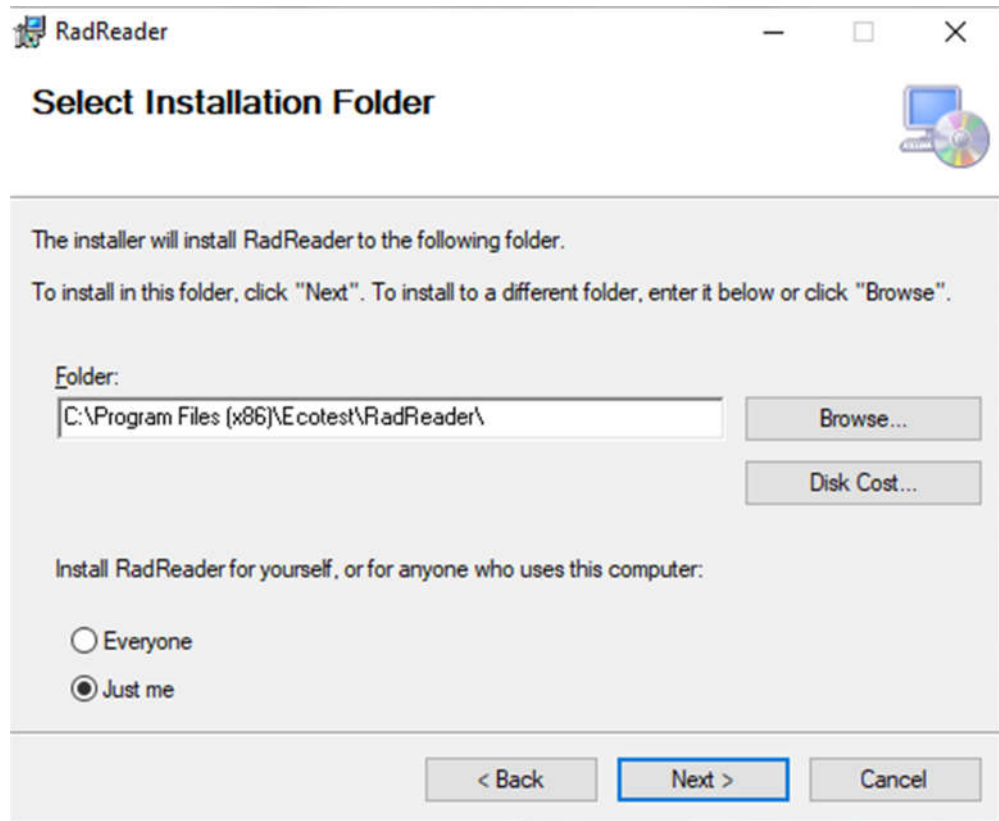 RadReader
Select Installation Folder
The installer will install RadReader to the following folder.
To install in this folder, click "Next". To install to a different folder, enter it below or click "Browse".
Folder:
C:\Program Files (x86)\Ecotest\RadReader\
Browse...
Disk Cost...
Install RadReader for yourself, or for anyone who uses this computer:
Everyone
Just me
< Back
Next >
Cancel